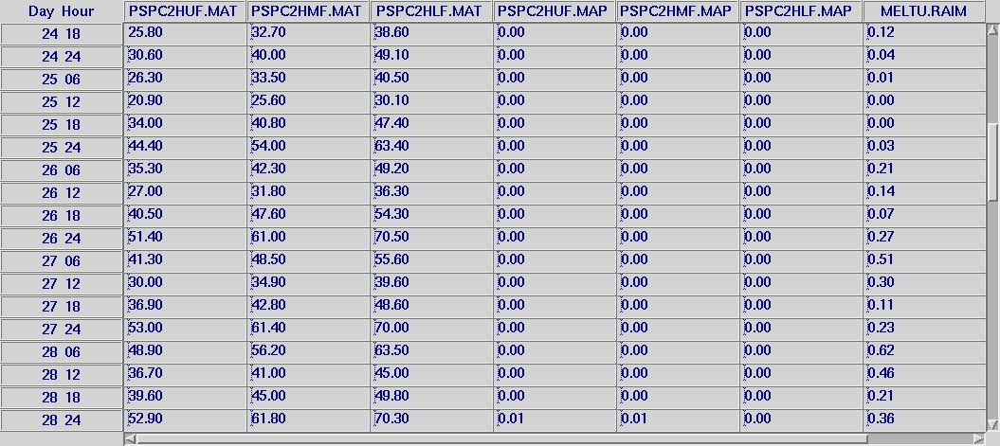 Day Hour PSPC2HUF.MAT PSPC2HMF.MAT PSPC2HLF.MAT PSPC2HUF.MAP PSPC2HMF.MAP PSPC2HLF.MAP MELTU.RAIM
24 18 25.80 32.70 38.60 0.00 0.00 0.00 0.12
24 24 30.60 40.00 49.10 0.00 0.00 0.00 0.04
25 06 26.30 33.50 40.50 0.00 0.00 0.00 0.01
25 12 20.90 25.60 30.10 0.00 0.00 0.00 0.00
25 18 34.00 40.80 47.40 0.00 0.00 0.00 0.00
25 24 44.40 54.00 63.40 0.00 0.00 0.00 0.03
26 06 35.30 42.30 49.20 0.00 0.00 0.00 0.21
26 12 27.00 31.80 36.30 0.00 0.00 0.00 0.14
26 18 40.50 47.60 54.30 0.00 0.00 0.00 0.07
26 24 51.40 61.00 70.50 0.00 0.00 0.00 0.27
27 06 41.30 48.50 55.60 0.00 0.00 0.00 0.51
27 12 30.00 34.90 39.60 0.00 0.00 0.00 0.30
27 18 36.90 42.80 48.60 0.00 0.00 0.00 0.11
27 24 53.00 61.40 70.00 0.00 0.00 0.00 0.23
28 06 48.90 56.20 63.50 0.00 0.00 0.00 0.62
28 12 36.70 41.00 45.00 0.00 0.00 0.00 0.46
28 18 39.60 45.00 49.80 0.00 0.00 0.00 0.21
28 24 52.90 61.80 70.30 0.01 0.01 0.00 0.36